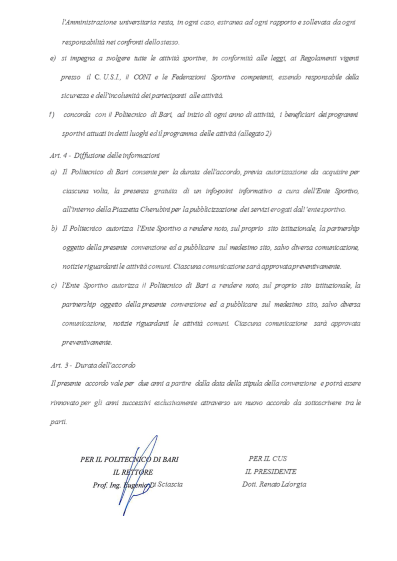 l'Amministrazione universitaria resta, in ogni caso, estranea ad ogni rapporto e sollevata da ogni
responsabilità nei confronti dello stesso.
e) si impegna a svolgere tutte le attività sportive, in conformità alle leggi, ai Regolamenti vigenti
presso il C.U.S.I., il CONI e le Federazioni Sportive competenti, essendo responsabile della
sicurezza e dell'incolumità dei partecipanti alle attività.
f) concorda con il Politecnico di Bari, ad inizio di ogni anno di attività, i beneficiari dei programmi
sportivi attuati in detti luoghi ed il programma delle attività (allegato 2)
Art. 4 - Diffusione delle informazioni
a) Il Politecnico di Bari consente per la durata dell'accordo, previa autorizzazione da acquisire per
ciascuna volta, la presenza gratuita di un info-point informativo a cura dell'Ente Sportivo,
all'interno della Piazzetta Cherubini per la pubblicizzazione dei servizi erogati dall'ente sportivo.
b) Il Politecnico autorizza l'Ente Sportivo a rendere noto, sul proprio sito istituzionale, la partnership
oggetto della presente convenzione ed a pubblicare sul medesimo sito, salvo diversa comunicazione,
notizie riguardanti le attività comuni. Ciascuna comunicazione sarà approvata preventivamente.
c) l'Ente Sportivo autorizza il Politecnico di Bari a rendere noto, sul proprio sito istituzionale, la
partnership oggetto della presente convenzione ed a pubblicare sul medesimo sito, salvo diversa
comunicazione, notizie riguardanti le attività comuni. Ciascuna comunicazione sarà approvata
preventivamente.
Art. 3 - Durata dell'accordo
Il presente accordo vale per due anni a partire dalla data della stipula della convenzione e potrà essere
rinnovato per gli anni successivi esclusivamente attraverso un nuovo accordo da sottoscrivere tra le
parti.
PER IL POLITECNICO DI BARI PER IL CUS
IL RETTORE IL PRESIDENTE
Prof. Ing. Eugenio Di Sciascia Dott. Renato Laforgia